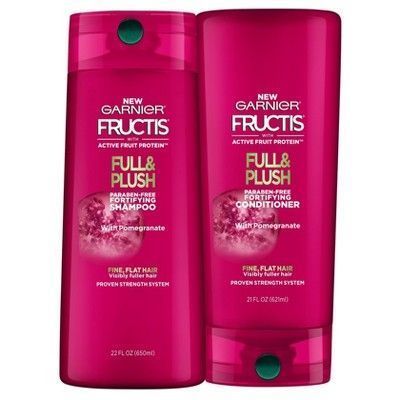 NEW
GARNIER
FRUCTIS
WITH
ACTIVE FRUIT PROTEIN™
FULL&
PLUSH
PARABEN-FREE
FORTIFYING
SHAMPOO
With Pomegranate
FINE, FLAT HAIR
Visibly fuller hair
PROVEN STRENGTH SYSTEM
22 FL OZ (650ml)
NEW
GARNIER
FRUCTIS
WITH
ACTIVE FRUIT PROTEIN™
FULL&
PLUSH
PARABEN-FREE
FORTIFYING
CONDITIONER
With Pomegranate
FINE, FLAT HAIR
Visibly fuller hair
PROVEN STRENGTH SYSTEM
21 FL OZ (621ml)